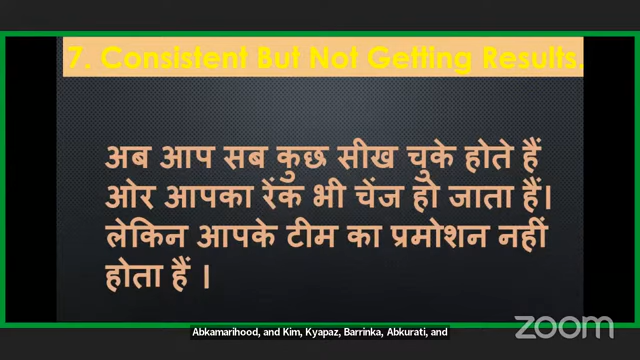 7. Consistent But Not Getting Results.
अब आप सब कुछ सीख चुके होते हैं
ओर आपका रेंक भी चेंज हो जाता हैं।
लेकिन आपके टीम का प्रमोशन नहीं
होता हैं ।
Abkamarihood, and Kim, Kyapaz, Barrinka, Abkurati, and
zoom